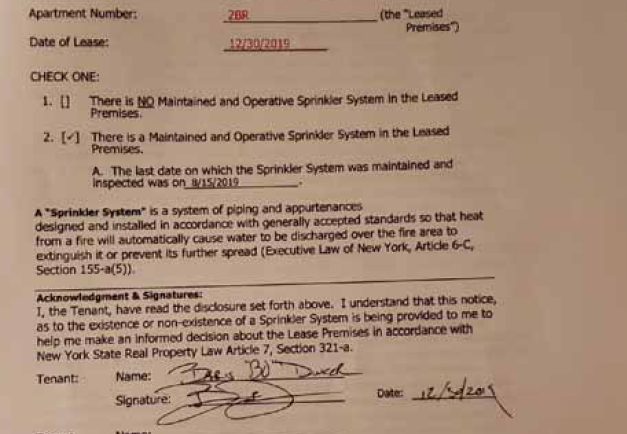 Apartment Number: 2BR (the "Leased
Premises")
Date of Lease: 12/30/2019
CHECK ONE:
1. [] There is NO Maintained and Operative Sprinkler System in the Leased
Premises.
2. [✓] There is a Maintained and Operative Sprinkler System in the Leased
Premises.
A. The last date on which the Sprinkler System was maintained and
inspected was on 8/15/2019.
A "Sprinkler System" is a system of piping and appurtenances
designed and installed in accordance with generally accepted standards so that heat
from a fire will automatically cause water to be discharged over the fire area to
extinguish it or prevent its further spread (Executive Law of New York, Article 6-C,
Section 155-a(5)).
Acknowledgment & Signatures:
I, the Tenant, have read the disclosure set forth above. I understand that this notice,
as to the existence or non-existence of a Sprinkler System is being provided to me to
help me make an informed decision about the Lease Premises in accordance with
New York State Real Property Law Article 7, Section 321-a.
Tenant: Name:
Signature: Date:
Name: